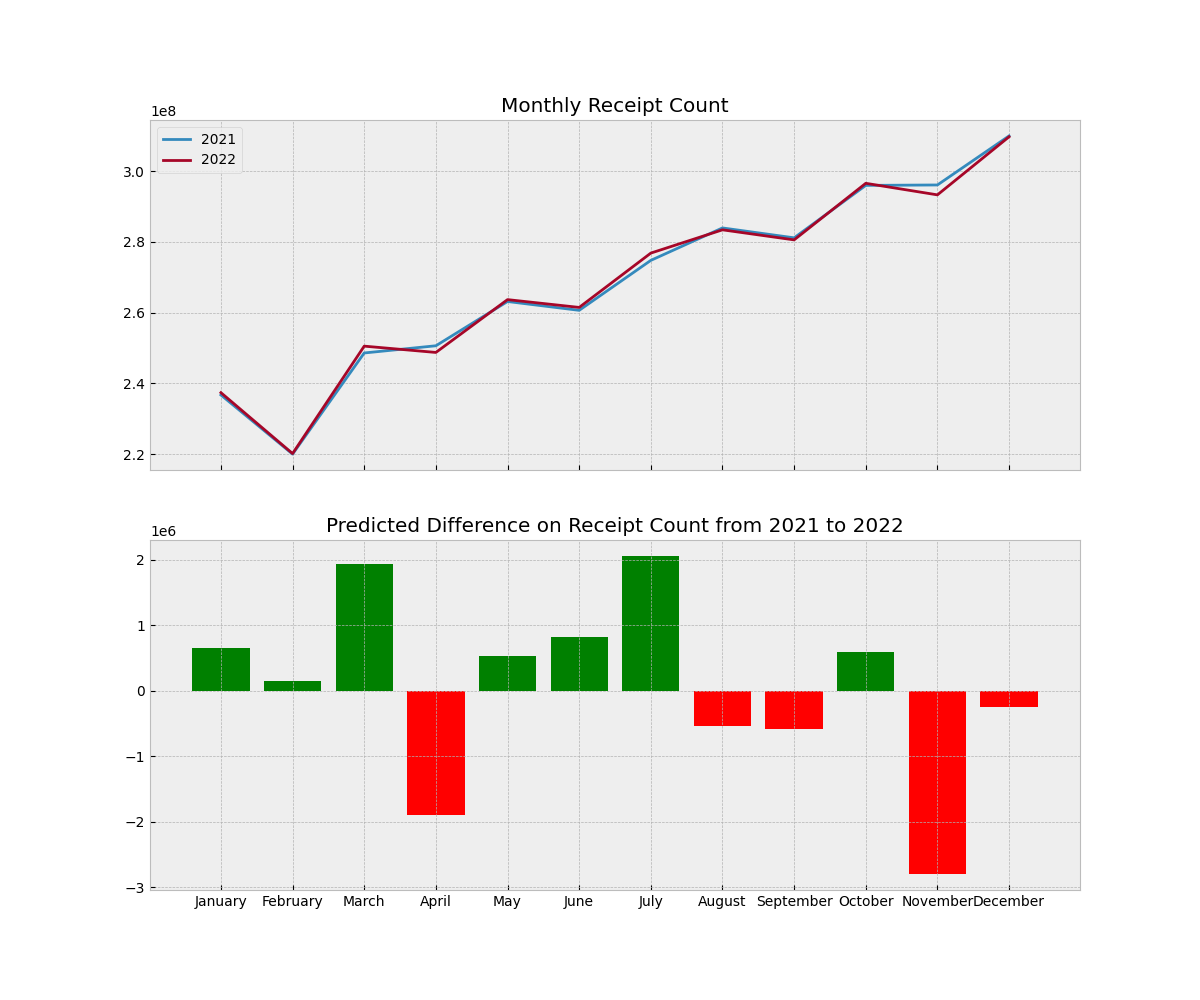 Monthly Receipt Count
1e8
2021
2022
3.0
2.8
2.6
2.4
2.2
Predicted Difference on Receipt Count from 2021 to 2022
1e6
2
1
0
−1
−2
−3
January February March April May June July August September October November December